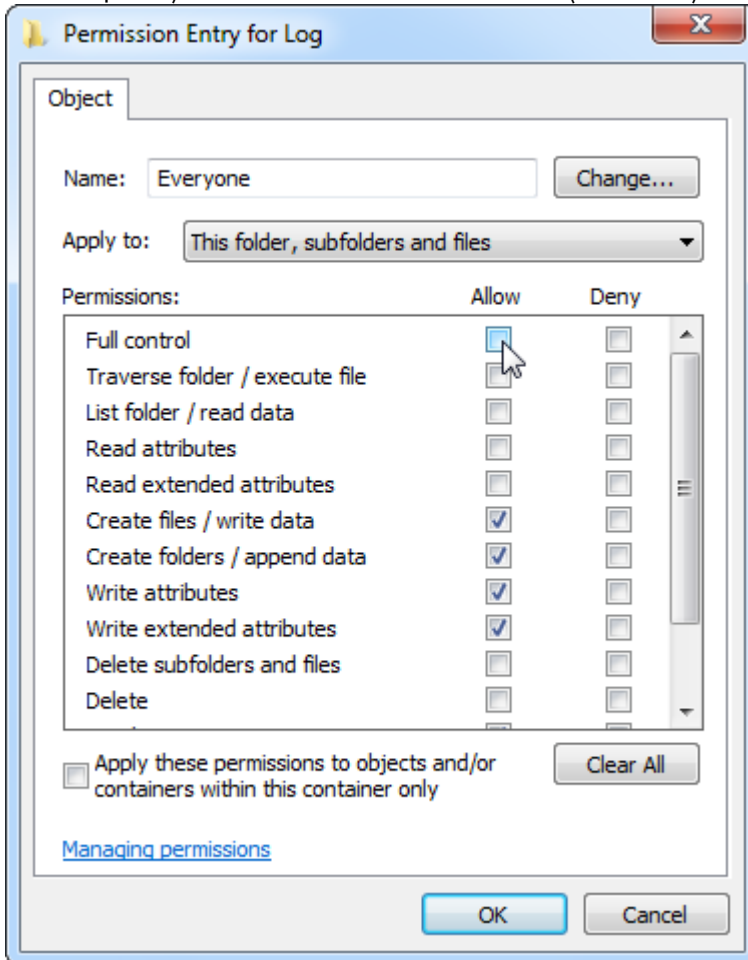 Permission Entry for Log
Object
Name: Everyone Change...
Apply to: This folder, subfolders and files
Permissions: Allow Deny
Full control
Traverse folder / execute file
List folder / read data
Read attributes
Read extended attributes
Create files / write data
Create folders / append data
Write attributes
Write extended attributes
Delete subfolders and files
Delete
Apply these permissions to objects and/or
containers within this container only
Clear All
Managing permissions
OK Cancel